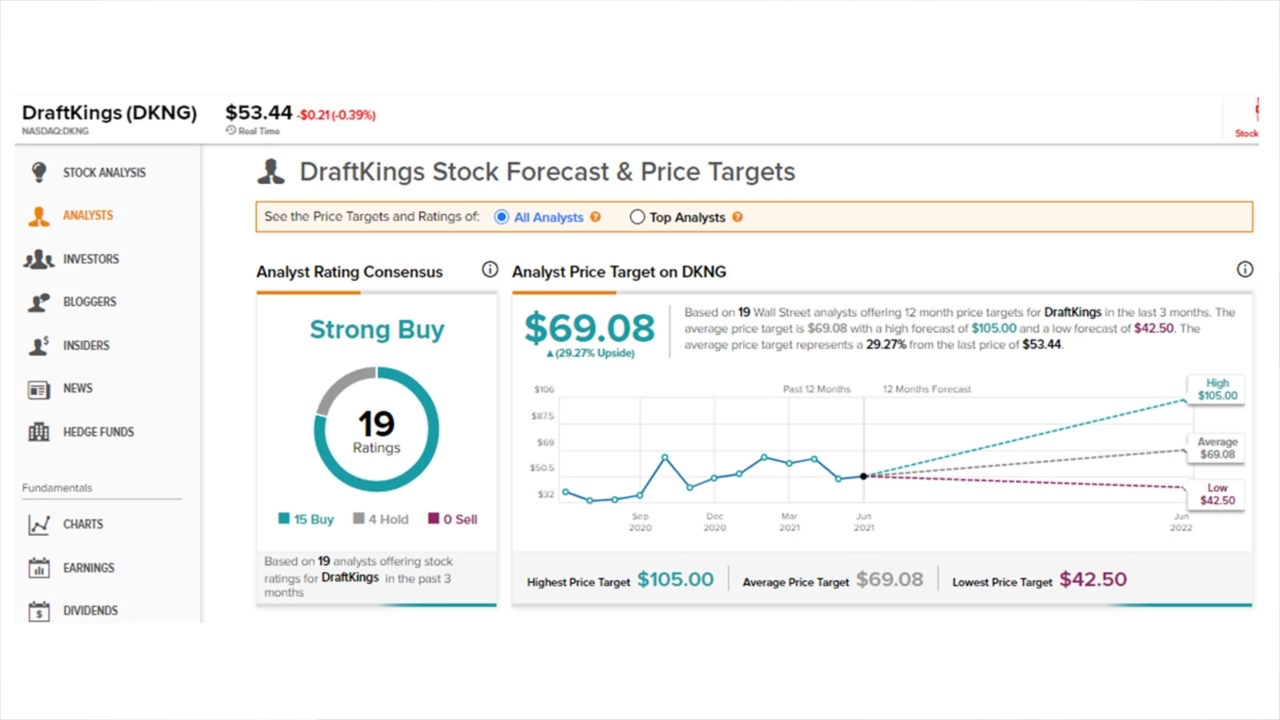 DraftKings (DKNG)
NASDAQ:DKNG
$53.44 -$0.21 (-0.39%)
Real Time
Stock
STOCK ANALYSIS
ANALYSTS
INVESTORS
BLOGGERS
INSIDERS
NEWS
HEDGE FUNDS
Fundamentals
CHARTS
EARNINGS
DIVIDENDS
DraftKings Stock Forecast & Price Targets
See the Price Targets and Ratings of: All Analysts ? Top Analysts ?
Analyst Rating Consensus
Strong Buy
19
Ratings
15 Buy 4 Hold 0 Sell
Based on 19 analysts offering stock
ratings for DraftKings in the past 3
months
Analyst Price Target on DKNG
$69.08
▲(29.27% Upside)
Based on 19 Wall Street analysts offering 12 month price targets for DraftKings in the last 3 months. The
average price target is $69.08 with a high forecast of $105.00 and a low forecast of $42.50. The
average price target represents a 29.27% from the last price of $53.44.
Past 12 Months 12 Months Forecast
$106
$87.5
$69
$50.5
$32
High
$105.00
Average
$69.08
Low
$42.50
Sep Dec Mar Jun Jun
2020 2020 2021 2021 2022
Highest Price Target $105.00 Average Price Target $69.08 Lowest Price Target $42.50